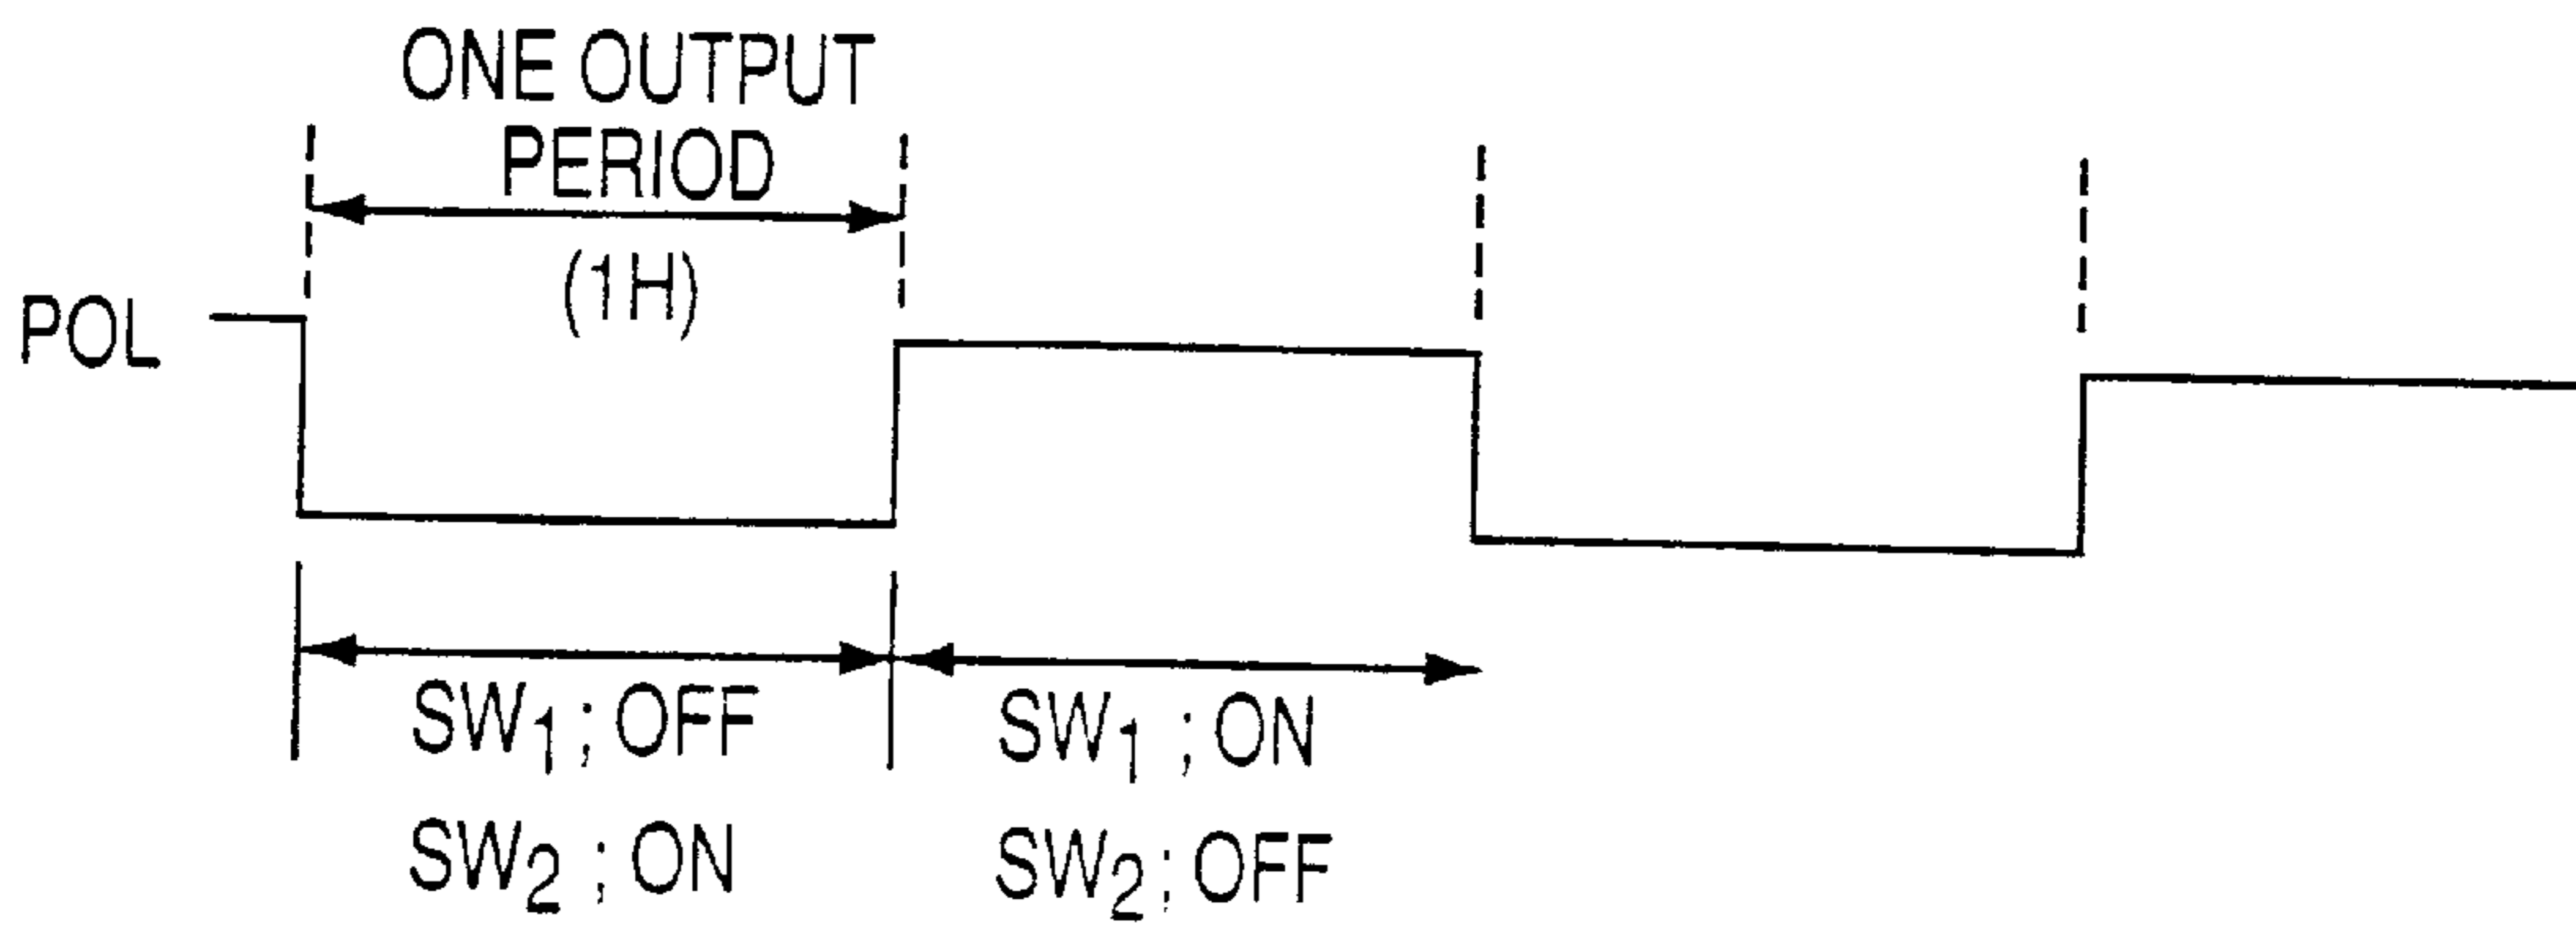 ONE OUTPUT
PERIOD
(1H)
POL
SW1 ; OFF
SW1 ; ON
SW2 ; ON
SW2 ; OFF